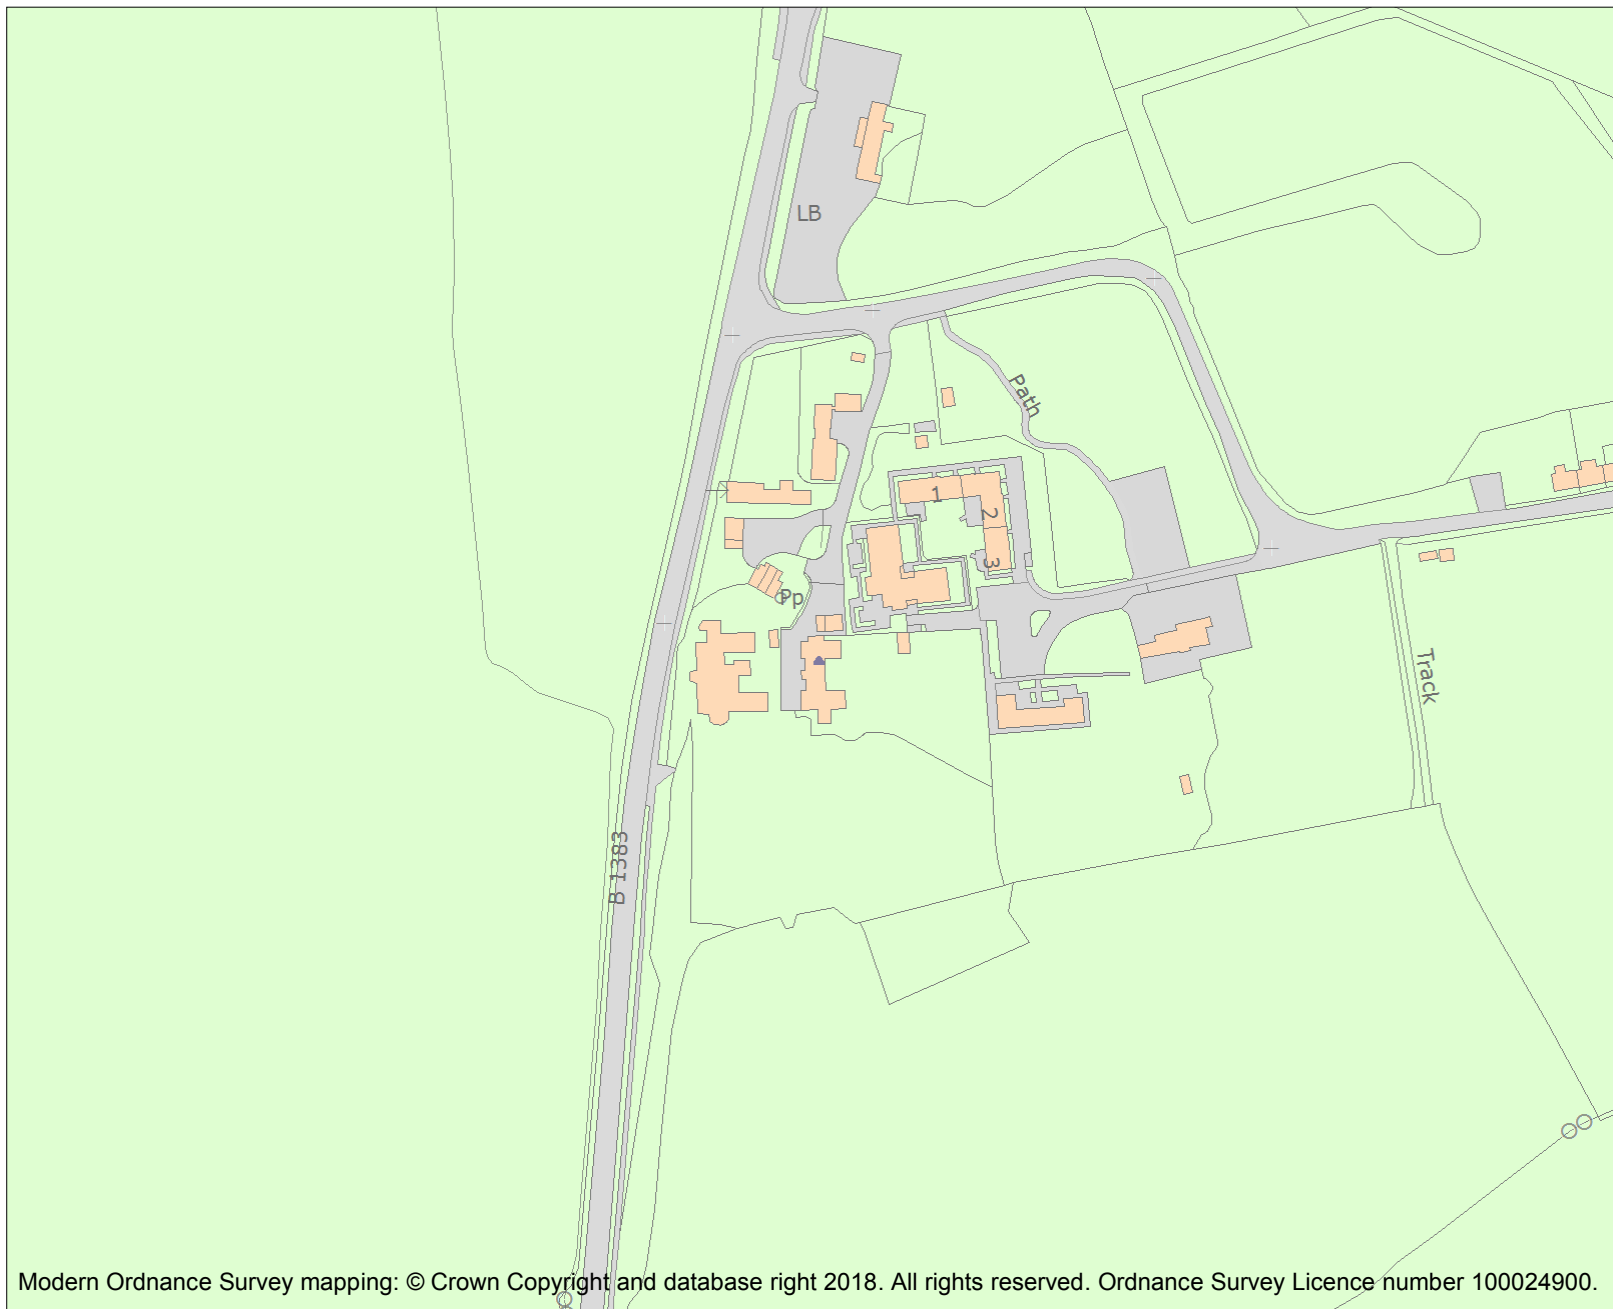 LB
Path
1
2
3
Pp
Track
B 1383
Modern Ordnance Survey mapping: © Crown Copyright and database right 2018. All rights reserved. Ordnance Survey Licence number 100024900.